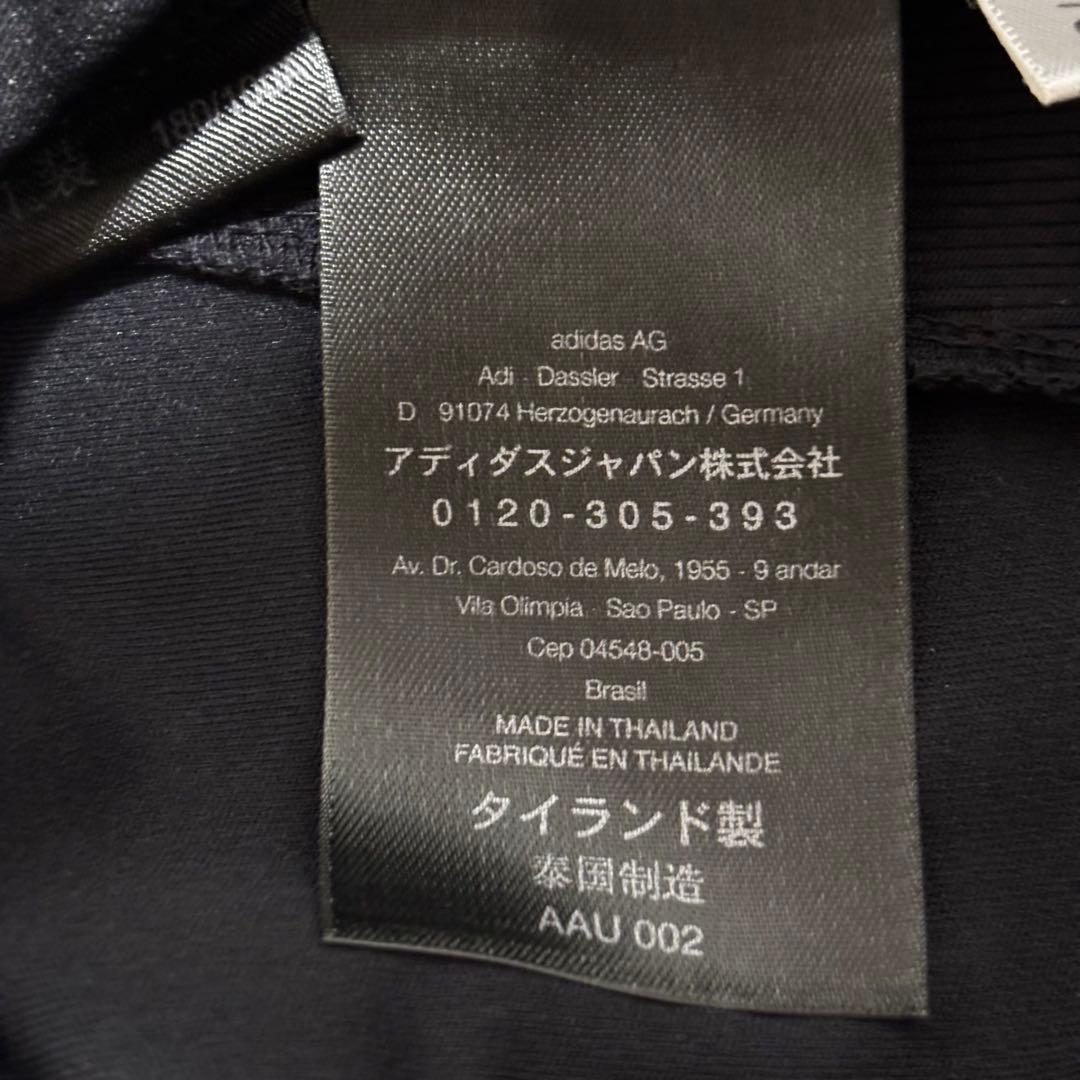 180/1
装
adidas AG
Adi - Dassler - Strasse 1
D 91074 Herzogenaurach / Germany
アディダスジャパン株式会社
0120-305-393
Av. Dr. Cardoso de Melo, 1955 - 9 andar
Vila Olimpia - Sao Paulo - SP
Cep 04548-005
Brasil
MADE IN THAILAND
FABRIQUÉ EN THAILANDE
タイランド製
泰国制造
AAU 002